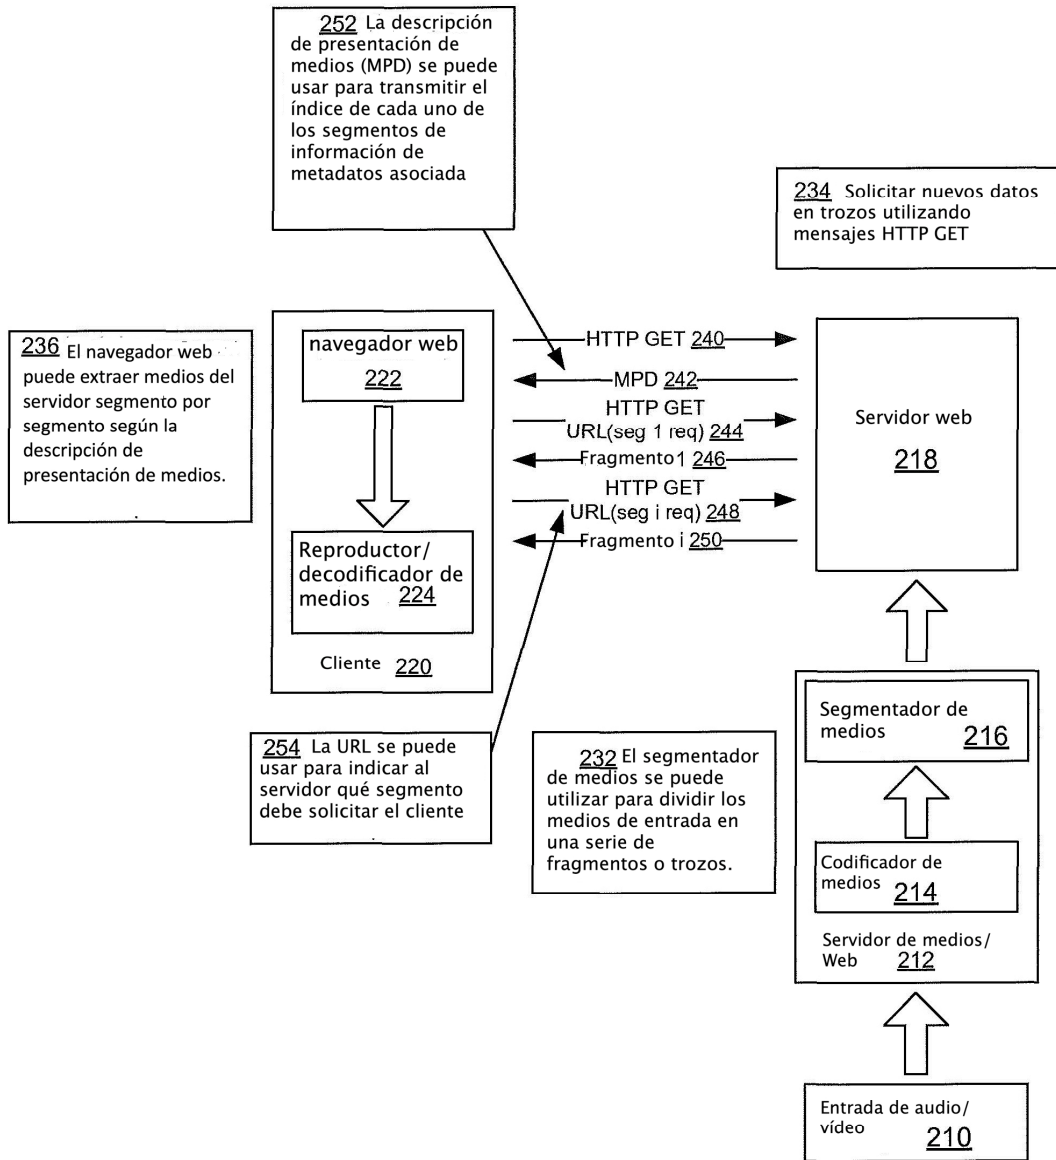 252 La descripción
de presentación de
medios (MPD) se puede
usar para transmitir el
índice de cada uno de
los segmentos de
información de
metadatos asociada
234 Solicitar nuevos datos
en trozos utilizando
mensajes HTTP GET
236 El navegador web
puede extraer medios del
servidor segmento por
segmento según la
descripción de
presentación de medios.
navegador web
222
Reproductor/
decodificador de
medios 224
Cliente 220
HTTP GET 240
MPD 242
HTTP GET
URL(seg 1 req) 244
Fragmento 1 246
HTTP GET
URL(seg i req) 248
Fragmento i 250
Servidor web
218
254 La URL se puede
usar para indicar al
servidor qué segmento
debe solicitar el cliente
232 El segmentador
de medios se puede
utilizar para dividir los
medios de entrada en
una serie de
fragmentos o trozos.
Segmentador de
medios 216
Codificador de
medios 214
Servidor de medios/
Web 212
Entrada de audio/
vídeo 210